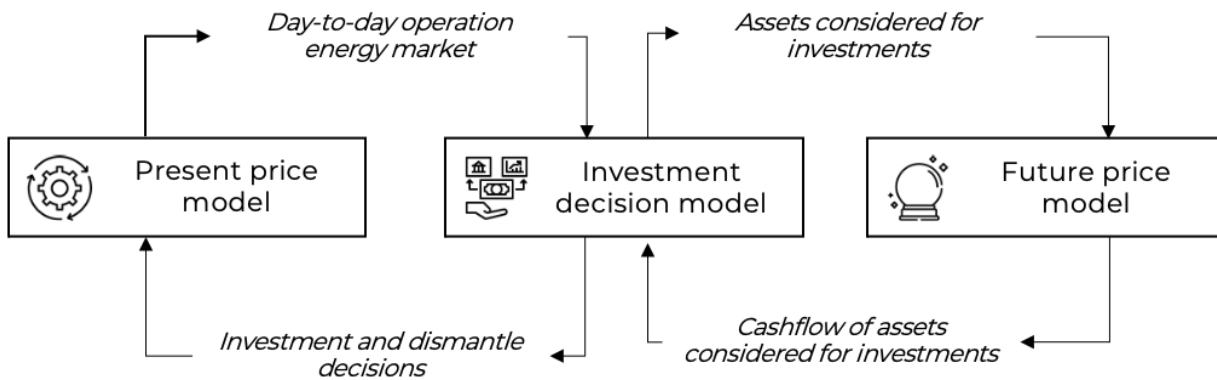 Day-to-day operation
energy market
Assets considered for
investments
Present price
model
Investment
decision model
Future price
model
Investment and dismantle
decisions
Cashflow of assets
considered for investments